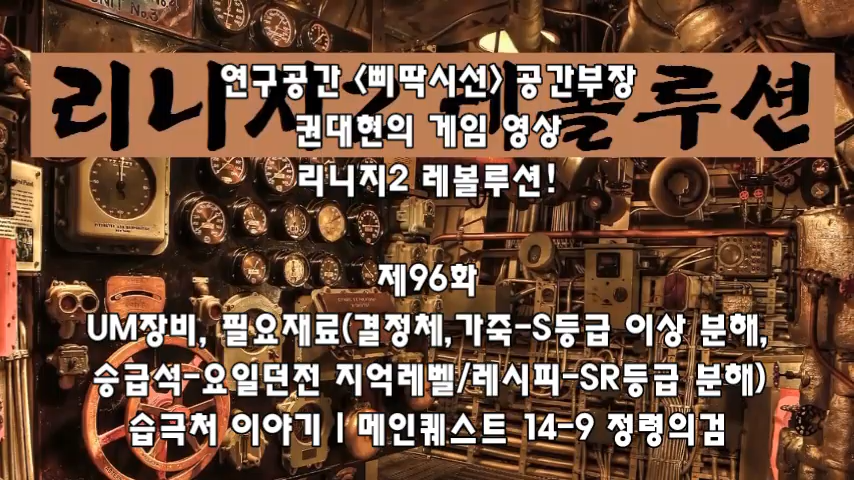 UNIT No.3
리니지2 레볼루션
연구공간 <삐딱시선> 공간부장
권대현의 게임 영상
리니지2 레볼루션!
제96화
UM장비, 필요재료(결정체,가죽-S등급 이상 분해,
승급석-요일던전 지억레벨/레시피-SR등급 분해)
습극처 이야기 | 메인퀘스트 14-9 정령의검